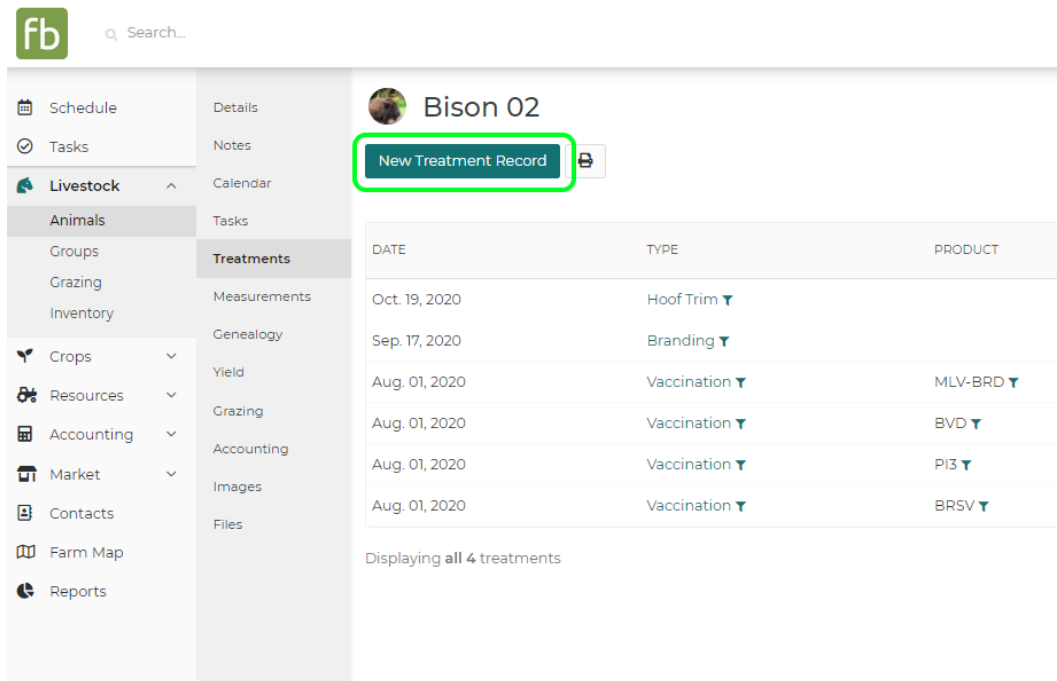 fb
Search...
Schedule
Tasks
Livestock
Animals
Groups
Grazing
Inventory
Crops
Resources
Accounting
Market
Contacts
Farm Map
Reports
Details
Notes
Calendar
Tasks
Treatments
Measurements
Genealogy
Yield
Grazing
Accounting
Images
Files
Bison 02
New Treatment Record
DATE TYPE PRODUCT
Oct. 19, 2020 Hoof Trim
Sep. 17, 2020 Branding
Aug. 01, 2020 Vaccination MLV-BRD
Aug. 01, 2020 Vaccination BVD
Aug. 01, 2020 Vaccination PI3
Aug. 01, 2020 Vaccination BRSV
Displaying all 4 treatments